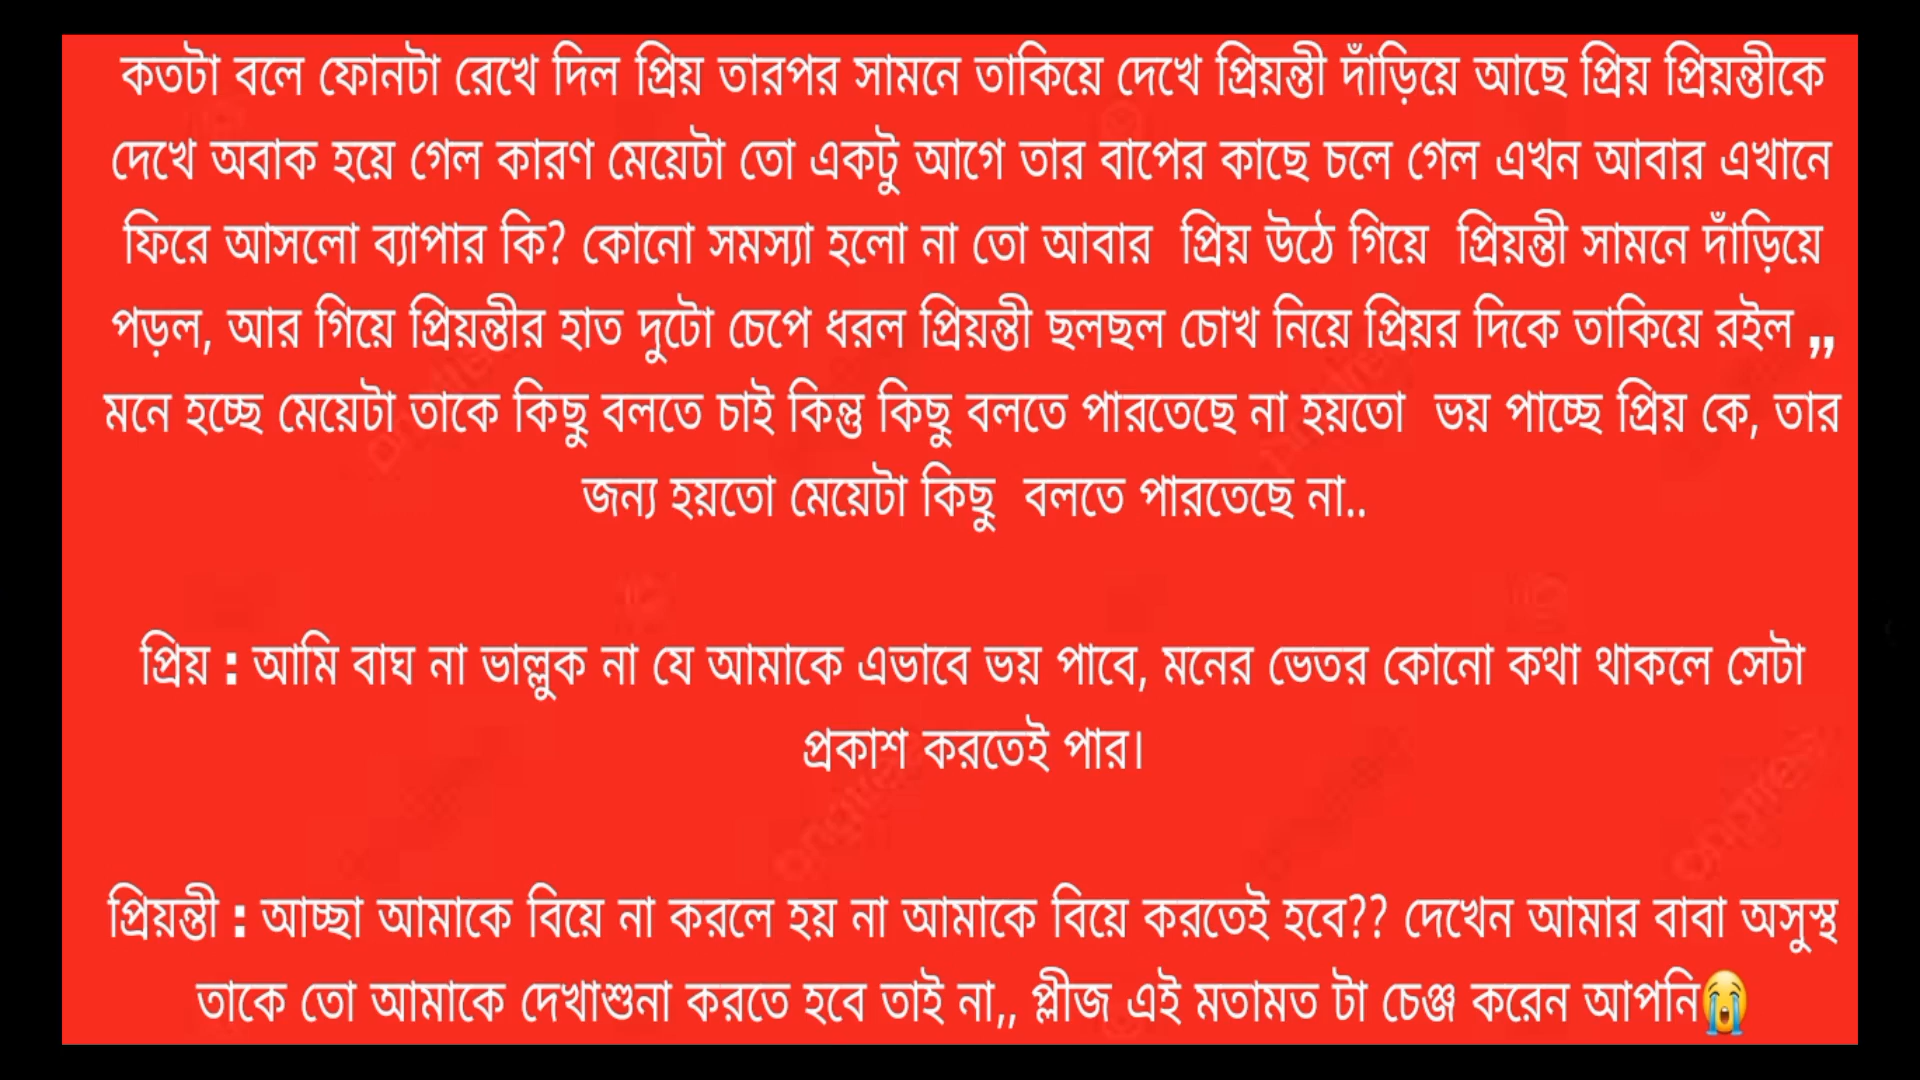 কতটা বলে ফোনটা রেখে দিল প্রিয় তারপর সামনে তাকিয়ে দেখে প্রিয়ন্তী দাঁড়িয়ে আছে প্রিয় প্রিয়ন্তীকে
দেখে অবাক হয়ে গেল কারণ মেয়েটা তো একটু আগে তার বাপের কাছে চলে গেল এখন আবার এখানে
ফিরে আসলো ব্যাপার কি? কোনো সমস্যা হলো না তো আবার প্রিয় উঠে গিয়ে প্রিয়ন্তী সামনে দাঁড়িয়ে
পড়ল, আর গিয়ে প্রিয়ন্তীর হাত দুটো চেপে ধরল প্রিয়ন্তী ছলছল চোখ নিয়ে প্রিয়র দিকে তাকিয়ে রইল ,,
মনে হচ্ছে মেয়েটা তাকে কিছু বলতে চাই কিন্তু কিছু বলতে পারতেছে না হয়তো ভয় পাচ্ছে প্রিয় কে, তার
জন্য হয়তো মেয়েটা কিছু বলতে পারতেছে না..
প্রিয় : আমি বাঘ না ভাল্লুক না যে আমাকে এভাবে ভয় পাবে, মনের ভেতর কোনো কথা থাকলে সেটা
প্রকাশ করতেই পার।
প্রিয়ন্তী : আচ্ছা আমাকে বিয়ে না করলে হয় না আমাকে বিয়ে করতেই হবে?? দেখেন আমার বাবা অসুস্থ
তাকে তো আমাকে দেখাশুনা করতে হবে তাই না,, প্লীজ এই মতামত টা চেঞ্জ করেন আপনি😭